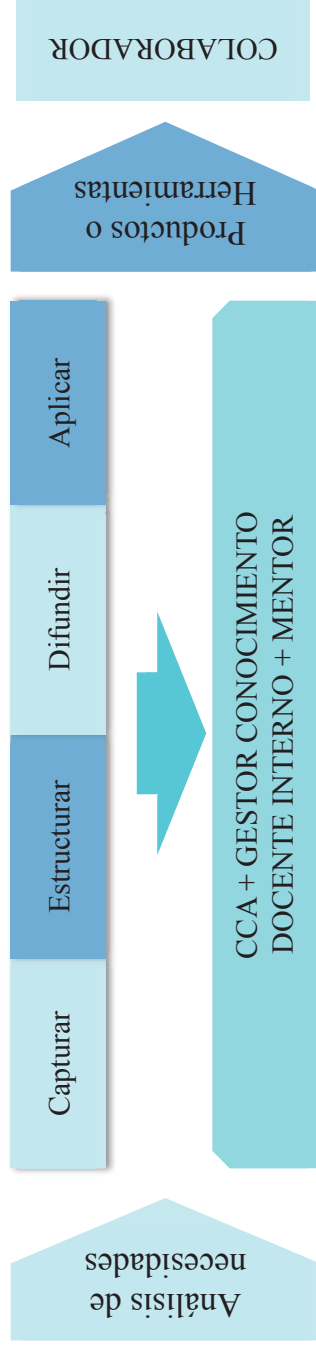 Análisis de
necesidades
Capturar
Estructurar
Difundir
Aplicar
CCA + GESTOR CONOCIMIENTO
DOCENTE INTERNO + MENTOR
Productos o
Herramientas
COLABORADOR